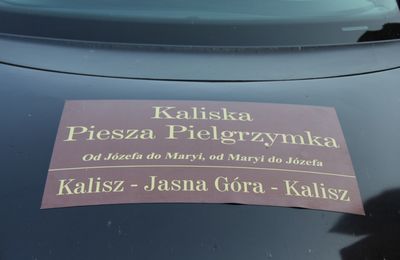 Kaliska
Piesza Pielgrzymka
Od Józefa do Maryi, od Maryi do Józefa
Kalisz - Jasna Góra - Kalisz